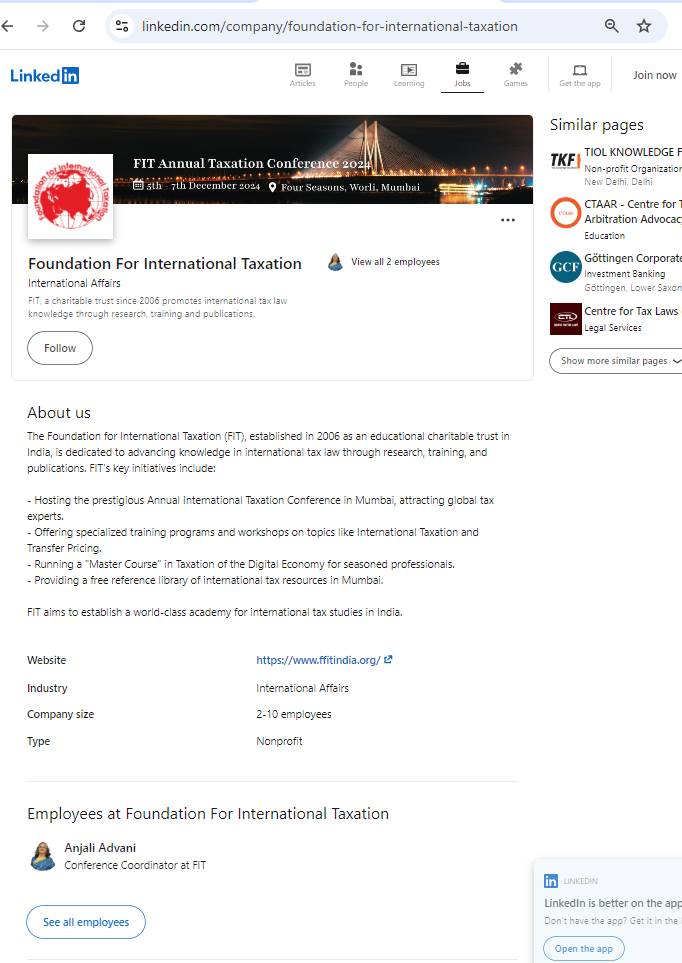 linkedin.com/company/foundation-for-international-taxation
Linked in
Articles
People
Learning
Jobs
Games
Get the app
Join now
FIT Annual Taxation Conference 2024
5th - 7th December 2024 Four Seasons, Worli, Mumbai
Foundation for International Taxation
Foundation For International Taxation
View all 2 employees
International Affairs
FIT, a charitable trust since 2006 promotes international tax law
knowledge through research, training and publications.
Follow
Similar pages
TKF
TIOL KNOWLEDGE F
Non-profit Organization
New Delhi, Delhi
CTAAR
CTAAR - Centre for T
Arbitration Advocacy
Education
GCF
Göttingen Corporate
Investment Banking
Göttingen, Lower Saxon
CTL
Centre for Tax Laws
Legal Services
Show more similar pages
About us
The Foundation for International Taxation (FIT), established in 2006 as an educational charitable trust in
India, is dedicated to advancing knowledge in international tax law through research, training, and
publications. FIT's key initiatives include:
- Hosting the prestigious Annual International Taxation Conference in Mumbai, attracting global tax
experts.
- Offering specialized training programs and workshops on topics like International Taxation and
Transfer Pricing.
- Running a "Master Course" in Taxation of the Digital Economy for seasoned professionals.
- Providing a free reference library of international tax resources in Mumbai.
FIT aims to establish a world-class academy for international tax studies in India.
Website https://www.ffitindia.org/
Industry International Affairs
Company size 2-10 employees
Type Nonprofit
Employees at Foundation For International Taxation
Anjali Advani
Conference Coordinator at FIT
See all employees
in LINKEDIN
LinkedIn is better on the app
Don't have the app? Get it in the
Open the app